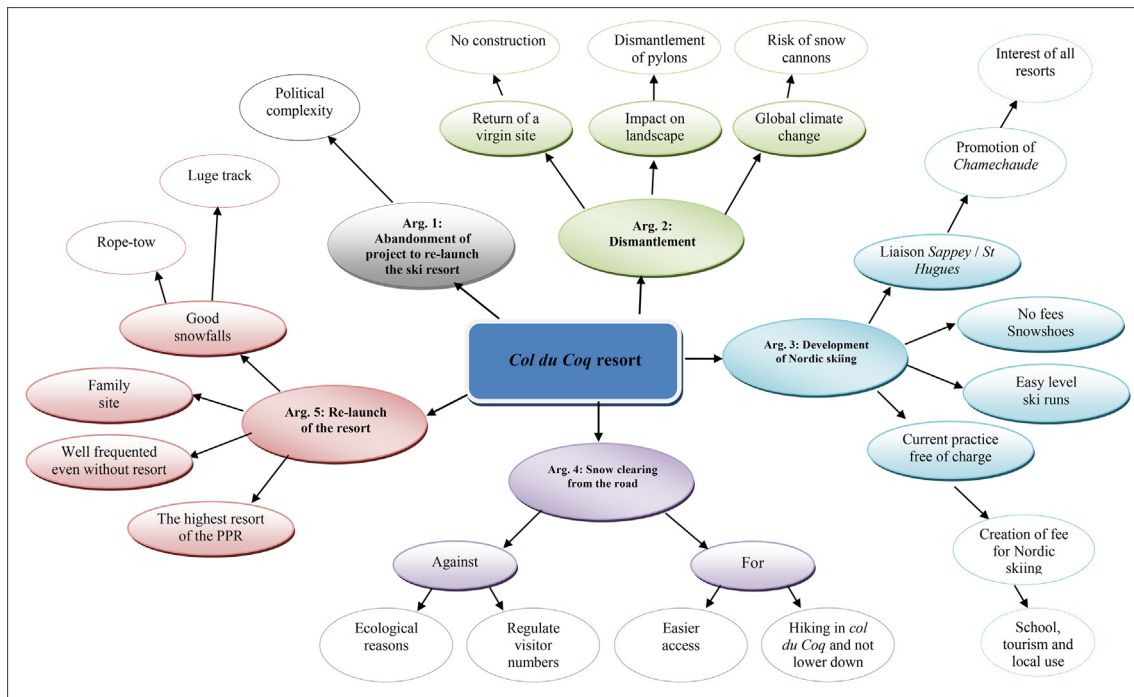 No construction
Dismantlement
of pylons
Risk of snow
cannons
Interest of all
resorts
Political
complexity
Return of a
virgin site
Impact on
landscape
Global climate
change
Promotion of
Chamechaude
Luge track
Rope-tow
Arg. 1:
Abandonment of
project to re-launch
the ski resort
Arg. 2:
Dismantlement
Liaison Sappey / St
Hugues
Good
snowfalls
Col du Coq resort
Arg. 3: Development
of Nordic skiing
No fees
Snowshoes
Family
site
Arg. 5: Re-launch
of the resort
Easy level
ski runs
Well frequented
even without resort
Current practice
free of charge
Arg. 4: Snow clearing
from the road
The highest resort
of the PPR
Against
For
Creation of fee
for Nordic
skiing
Ecological
reasons
Regulate
visitor
numbers
Easier
access
Hiking in col
du Coq and not
lower down
School,
tourism and
local use